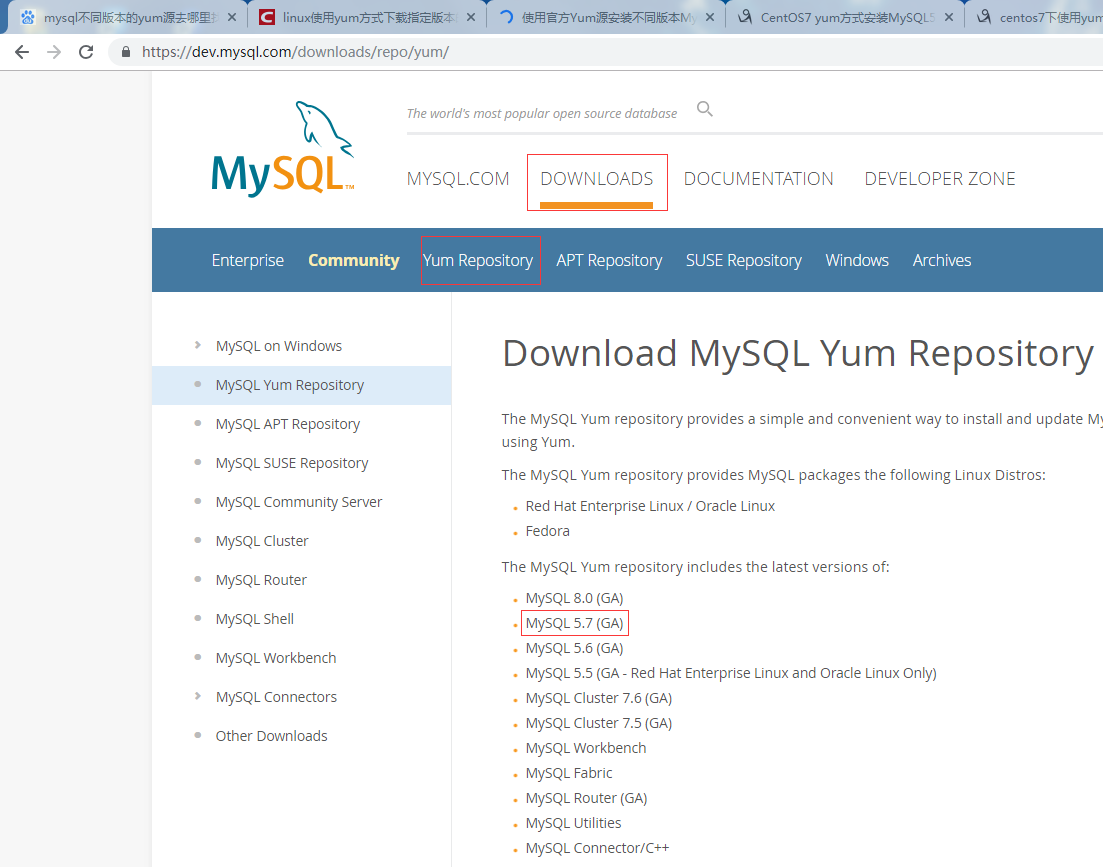 mysql不同版本的yum源去哪里
linux使用yum方式下载指定版本
使用官方Yum源安装不同版本My
CentOS7 yum方式安装MySQL5
centos7下使用yum
https://dev.mysql.com/downloads/repo/yum/
MySQL™
The world's most popular open source database
MYSQL.COM DOWNLOADS DOCUMENTATION DEVELOPER ZONE
Enterprise Community Yum Repository APT Repository SUSE Repository Windows Archives
MySQL on Windows
MySQL Yum Repository
MySQL APT Repository
MySQL SUSE Repository
MySQL Community Server
MySQL Cluster
MySQL Router
MySQL Shell
MySQL Workbench
MySQL Connectors
Other Downloads
Download MySQL Yum Repository
The MySQL Yum repository provides a simple and convenient way to install and update My
using Yum.
The MySQL Yum repository provides MySQL packages the following Linux Distros:
Red Hat Enterprise Linux / Oracle Linux
Fedora
The MySQL Yum repository includes the latest versions of:
MySQL 8.0 (GA)
MySQL 5.7 (GA)
MySQL 5.6 (GA)
MySQL 5.5 (GA - Red Hat Enterprise Linux and Oracle Linux Only)
MySQL Cluster 7.6 (GA)
MySQL Cluster 7.5 (GA)
MySQL Workbench
MySQL Fabric
MySQL Router (GA)
MySQL Utilities
MySQL Connector/C++